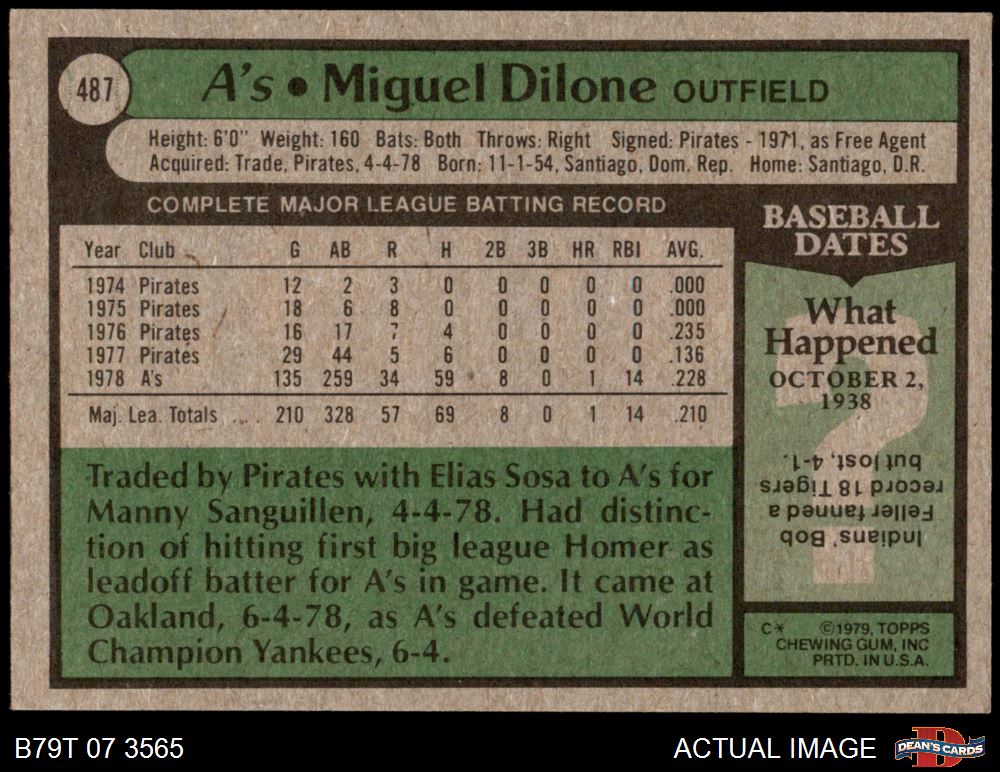 487
A's • Miguel Dilone OUTFIELD
Height: 6'0" Weight: 160 Bats: Both Throws: Right Signed: Pirates - 1971, as Free Agent
Acquired: Trade, Pirates, 4-4-78 Born: 11-1-54, Santiago, Dom. Rep. Home: Santiago, D.R.
COMPLETE MAJOR LEAGUE BATTING RECORD
Year Club G AB R H 2B 3B HR RBI AVG.
1974 Pirates 12 2 3 0 0 0 0 0 .000
1975 Pirates 18 6 8 0 0 0 0 0 .000
1976 Pirates 16 17 7 4 0 0 0 0 .235
1977 Pirates 29 44 5 6 0 0 0 0 .136
1978 A's 135 259 34 59 8 0 1 14 .228
Maj. Lea. Totals .... 210 328 57 69 8 0 1 14 .210
Traded by Pirates with Elias Sosa to A's for
Manny Sanguillen, 4-4-78. Had distinc-
tion of hitting first big league Homer as
leadoff batter for A's in game. It came at
Oakland, 6-4-78, as A's defeated World
Champion Yankees, 6-4.
BASEBALL
DATES
What
Happened
OCTOBER 2,
1938
?
Indians' Bob
Feller fanned a
record 18 Tigers
but lost, 4-1.
C* ©1979, TOPPS
CHEWING GUM, INC
PRTD. IN U.S.A.
B79T 07 3565
ACTUAL IMAGE
D
DEAN'S CARDS